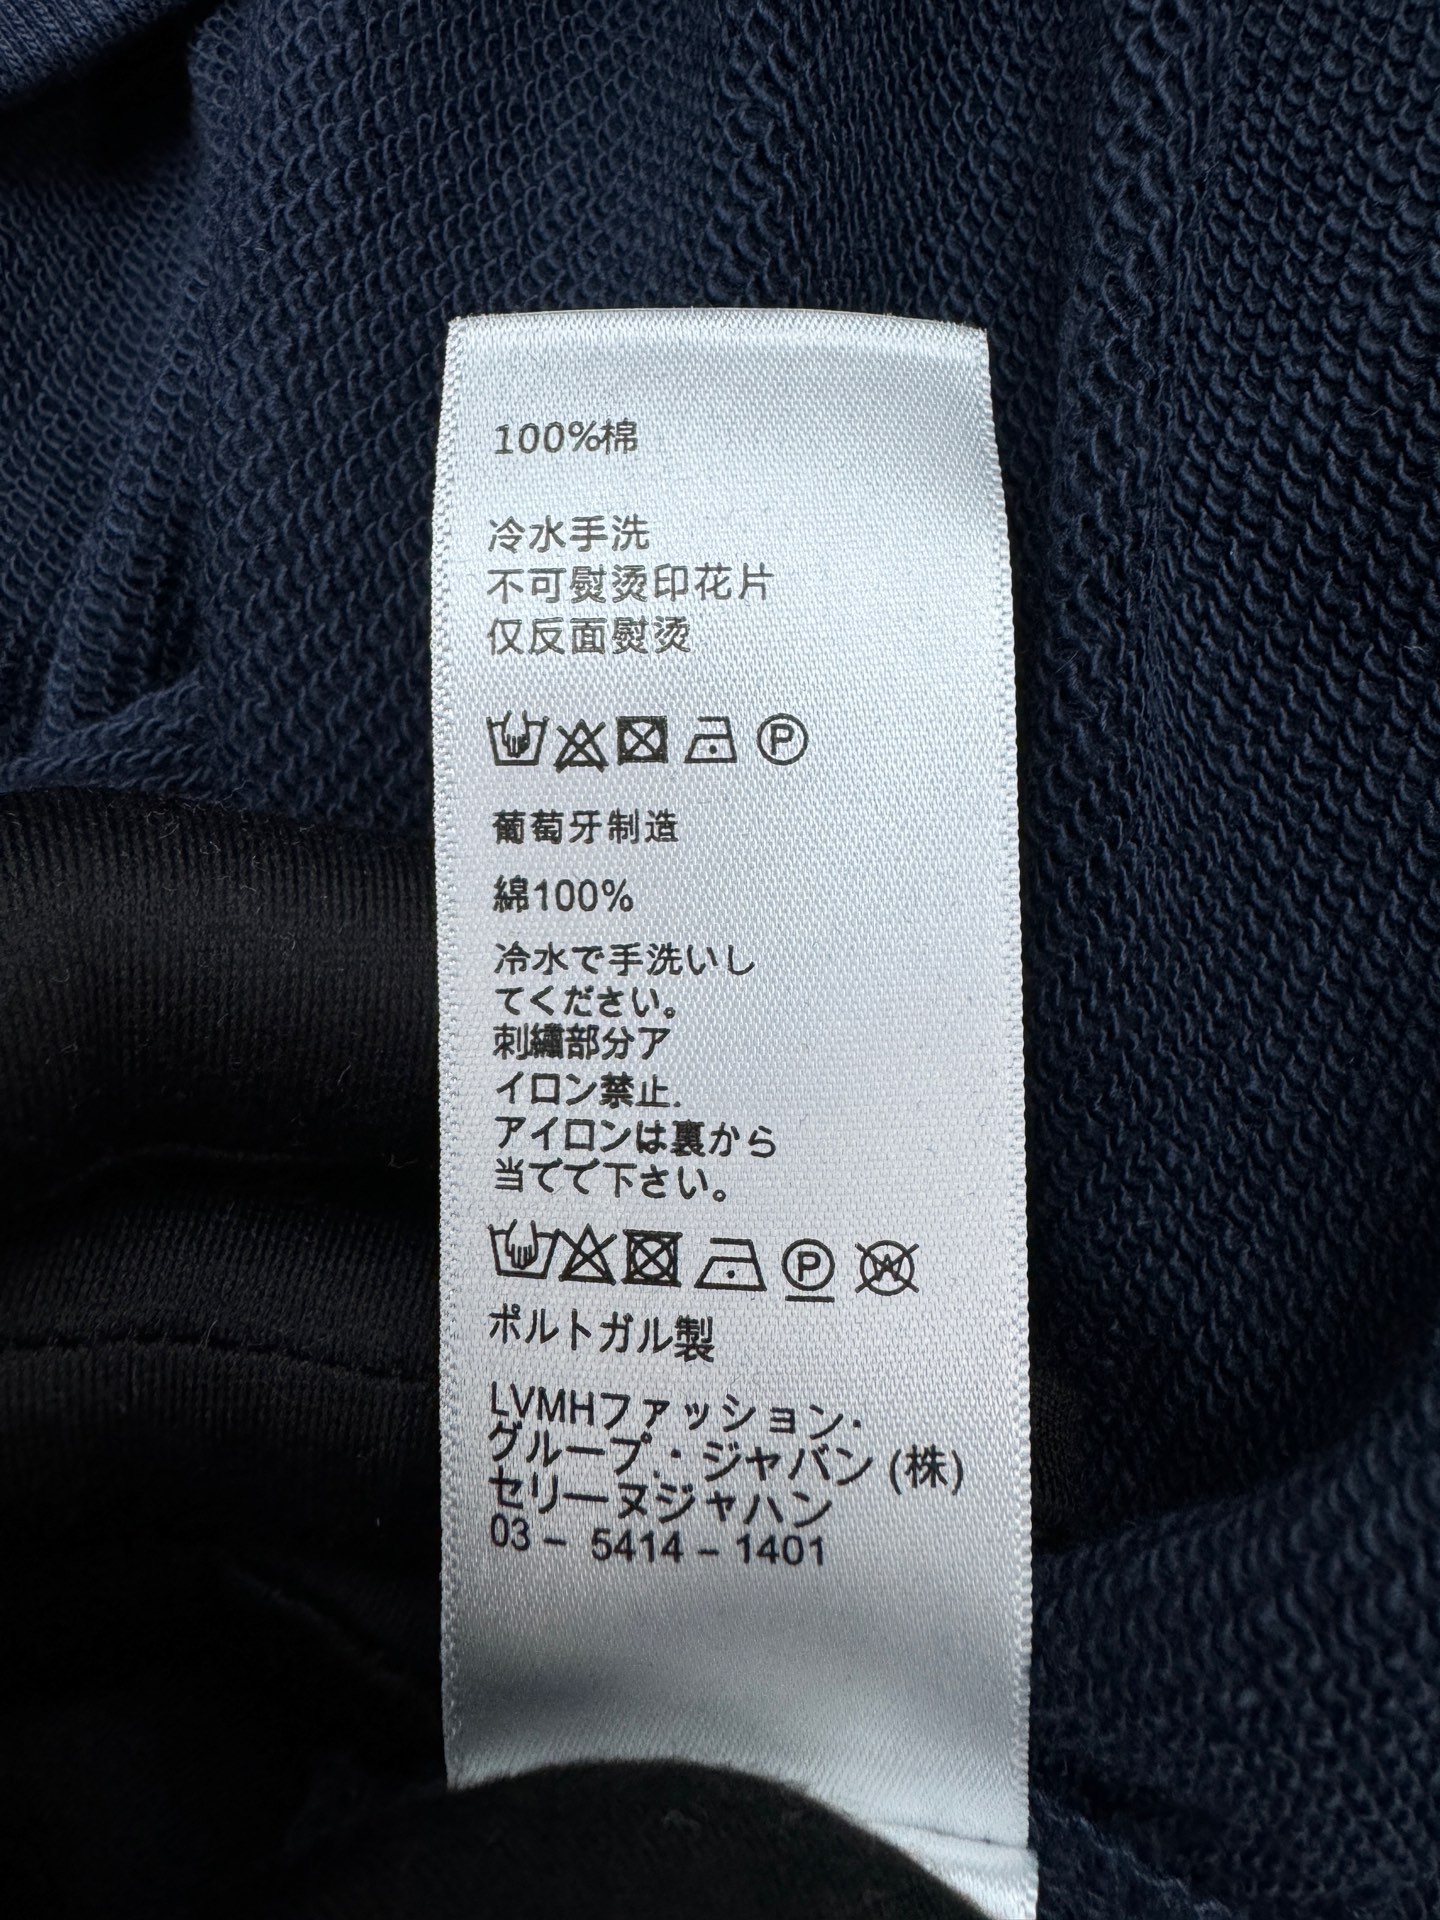 100%棉
冷水手洗
不可熨烫印花片
仅反面熨烫
P
葡萄牙制造
綿100%
冷水で手洗いし
てください。
刺繡部分ア
イロン禁止.
アイロンは裏から
当てで下さい。
P W
ポルトガル製
LVMHファッション·
グループ.·ジャバン(株)
セリーヌジャハン
03 – 5414 – 1401